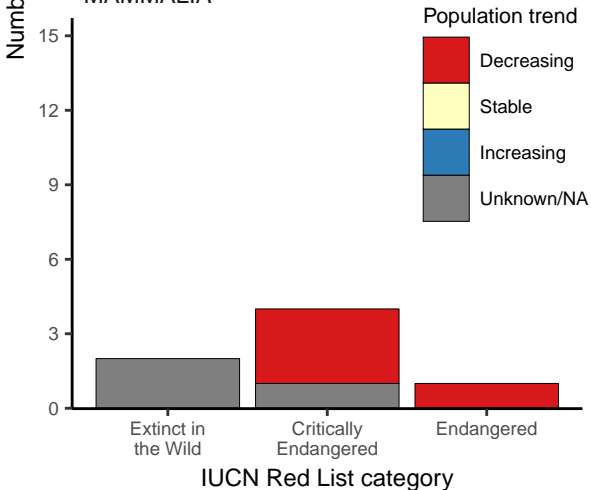 MAMMALIA
Population trend
Decreasing
Stable
Increasing
Unknown/NA
15
12
9
6
3
0
Extinct in
the Wild
Critically
Endangered
Endangered
IUCN Red List category